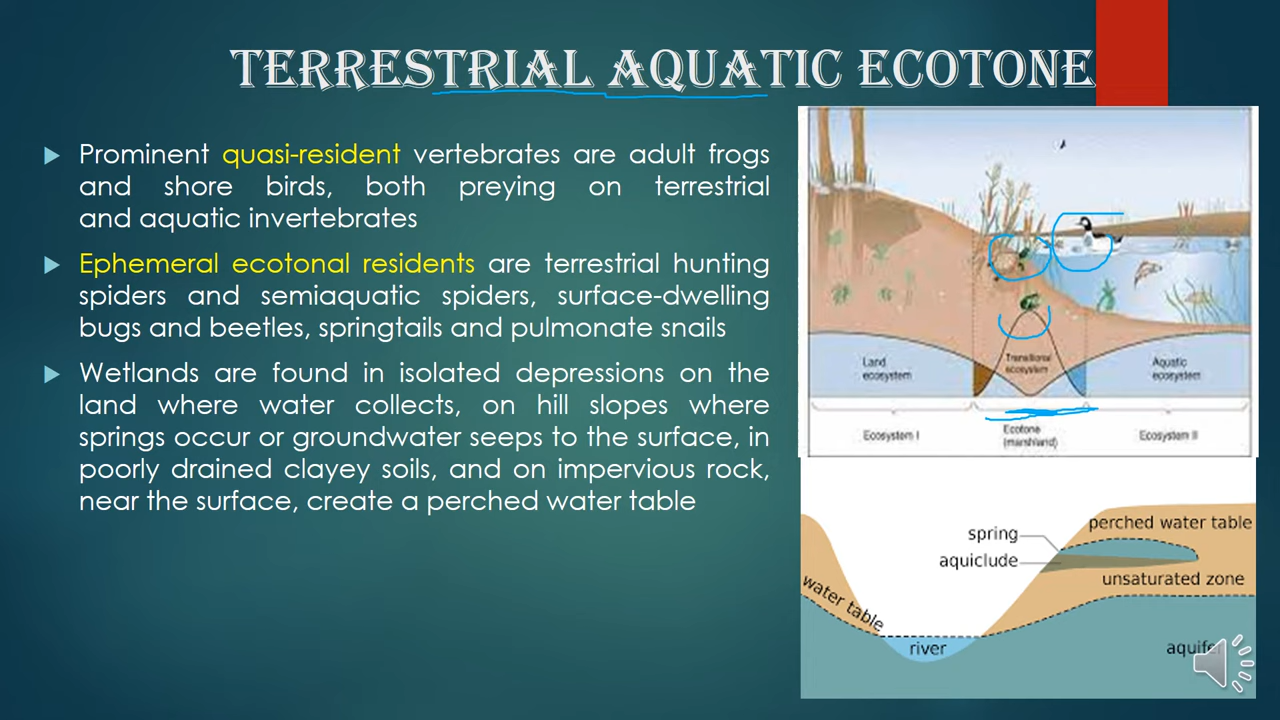 TERRESTRIAL AQUATIC ECOTONE
Prominent quasi-resident vertebrates are adult frogs
and shore birds, both preying on terrestrial
and aquatic invertebrates
Ephemeral ecotonal residents are terrestrial hunting
spiders and semiaquatic spiders, surface-dwelling
bugs and beetles, springtails and pulmonate snails
Wetlands are found in isolated depressions on the
land where water collects, on hill slopes where
springs occur or groundwater seeps to the surface, in
poorly drained clayey soils, and on impervious rock,
near the surface, create a perched water table
Land
ecosystem
Transitional
ecosystem
Aquatic
ecosystem
Ecosystem I
Ecotone
(marshland)
Ecosystem II
perched water table
spring
aquiclude
unsaturated zone
water table
river